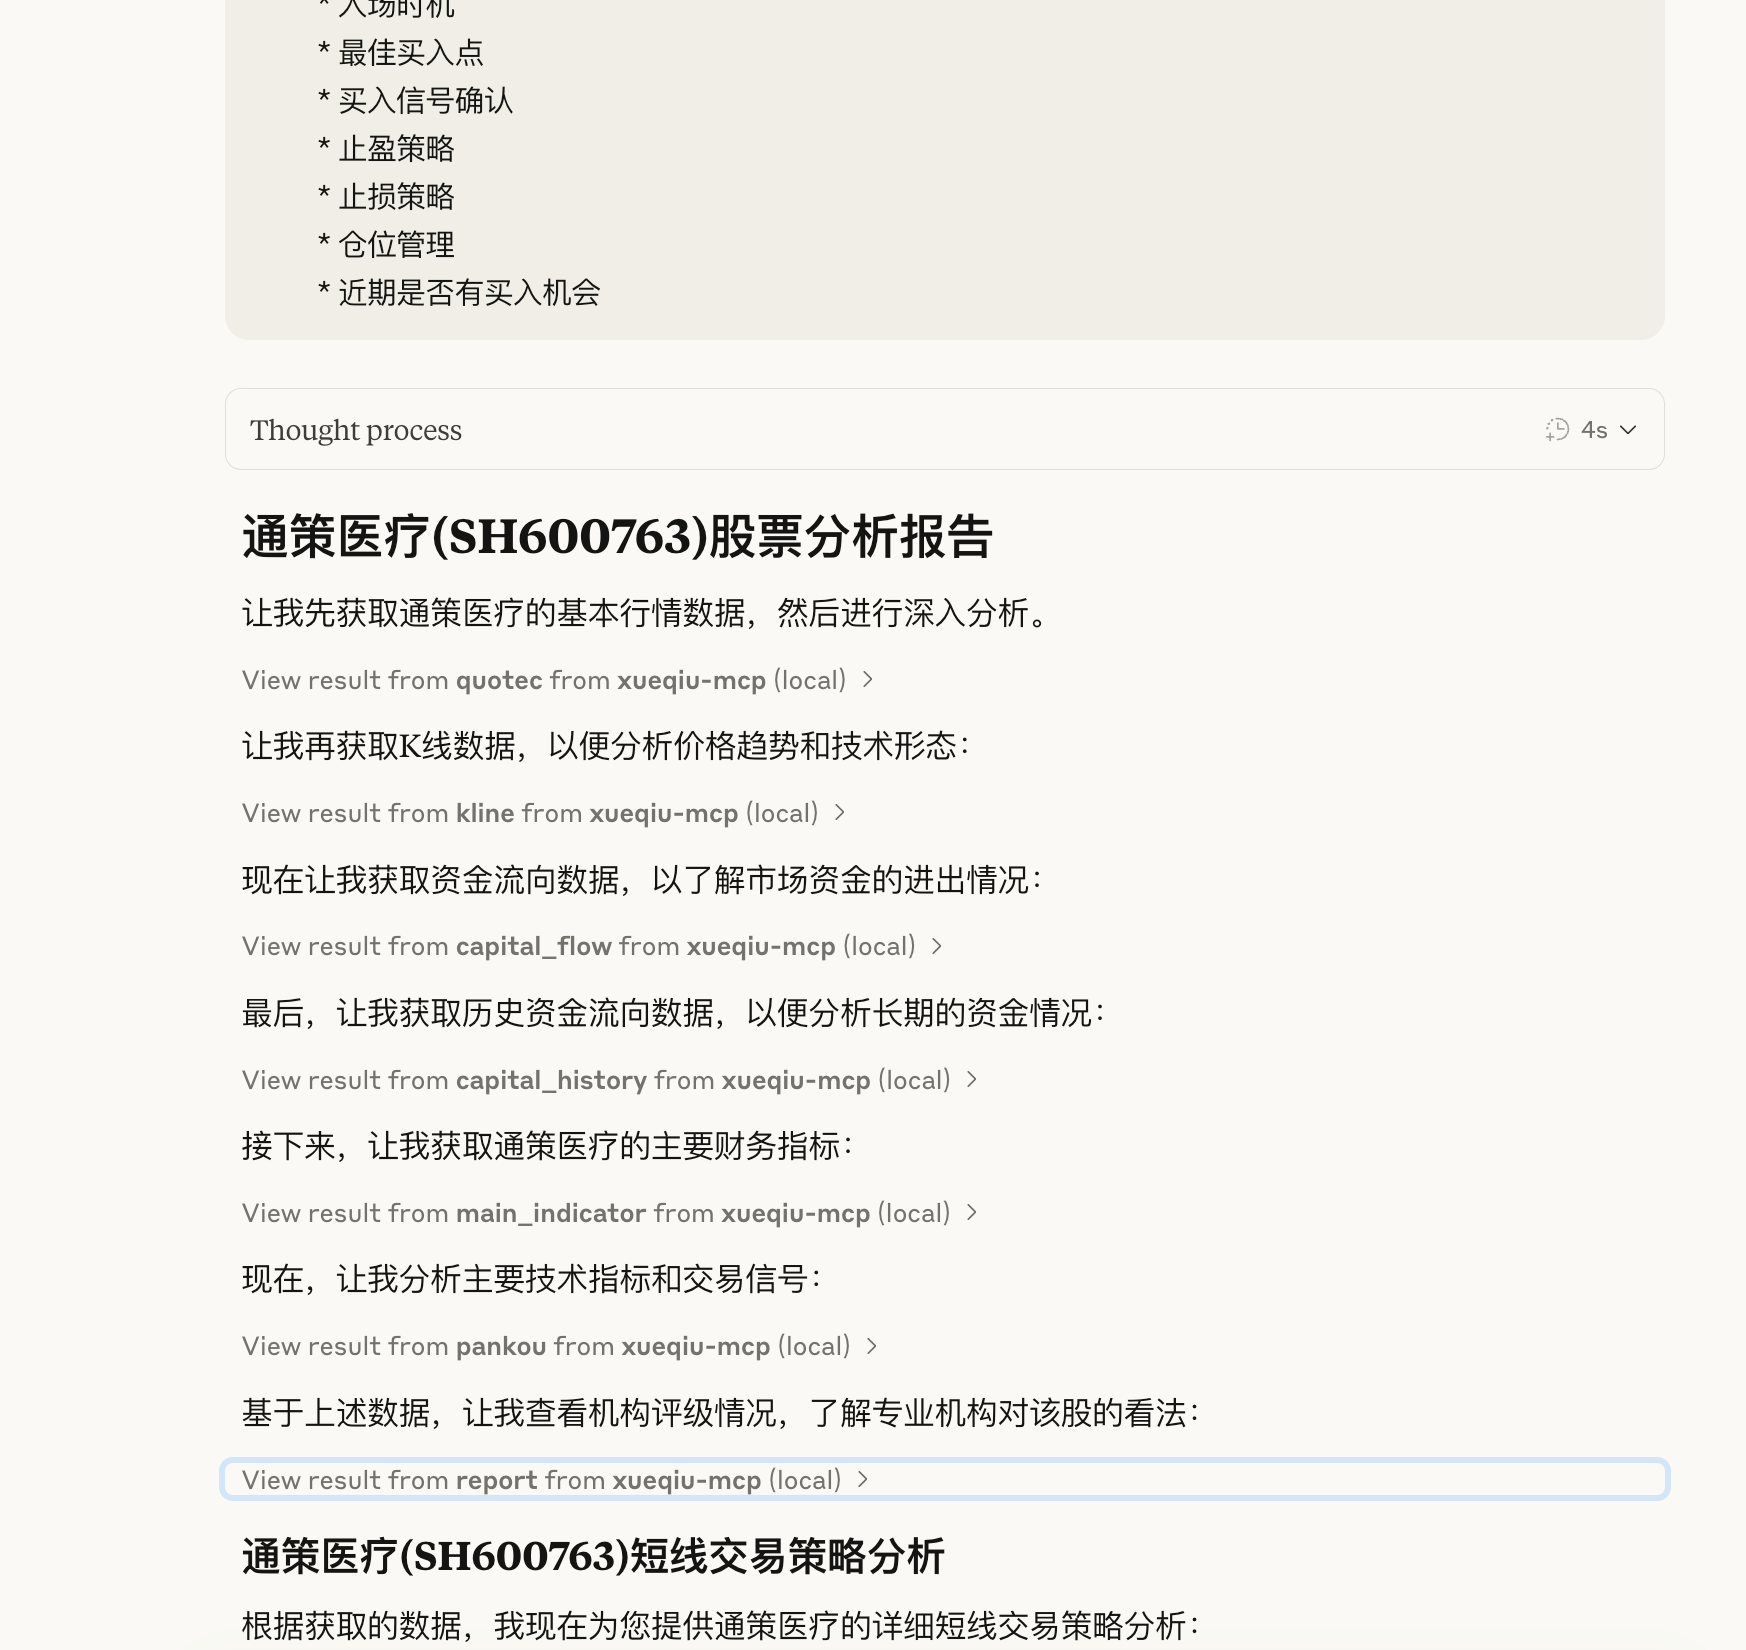 * 入场时机
* 最佳买入点
* 买入信号确认
* 止盈策略
* 止损策略
* 仓位管理
* 近期是否有买入机会
Thought process
4s
通策医疗(SH600763)股票分析报告
让我先获取通策医疗的基本行情数据，然后进行深入分析。
View result from quotec from xueqiu-mcp (local)
让我再获取K线数据，以便分析价格趋势和技术形态：
View result from kline from xueqiu-mcp (local)
现在让我获取资金流向数据，以了解市场资金的进出情况：
View result from capital_flow from xueqiu-mcp (local)
最后，让我获取历史资金流向数据，以便分析长期的资金情况：
View result from capital_history from xueqiu-mcp (local)
接下来，让我获取通策医疗的主要财务指标：
View result from main_indicator from xueqiu-mcp (local)
现在，让我分析主要技术指标和交易信号：
View result from pankou from xueqiu-mcp (local)
基于上述数据，让我查看机构评级情况，了解专业机构对该股的看法：
View result from report from xueqiu-mcp (local)
通策医疗(SH600763)短线交易策略分析
根据获取的数据，我现在为您提供通策医疗的详细短线交易策略分析：